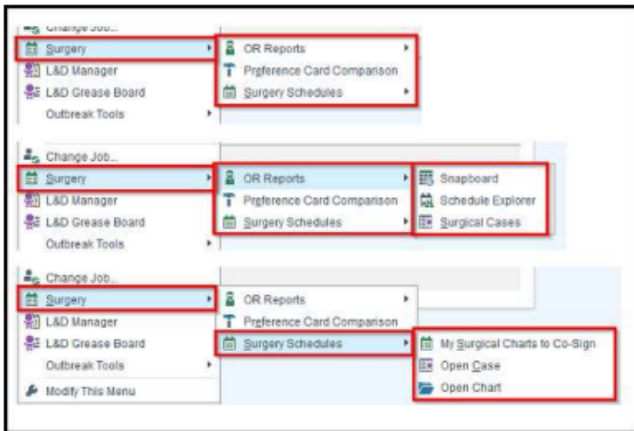 Change Job...
Surgery OR Reports
L&D Manager Preference Card Comparison
L&D Grease Board Surgery Schedules
Outbreak Tools
Change Job...
Surgery OR Reports Snapboard
L&D Manager Preference Card Comparison Schedule Explorer
L&D Grease Board Surgery Schedules Surgical Cases
Outbreak Tools
Change Job...
Surgery OR Reports
L&D Manager Preference Card Comparison
L&D Grease Board Surgery Schedules My Surgical Charts to Co-Sign
Outbreak Tools Open Case
Modify This Menu Open Chart